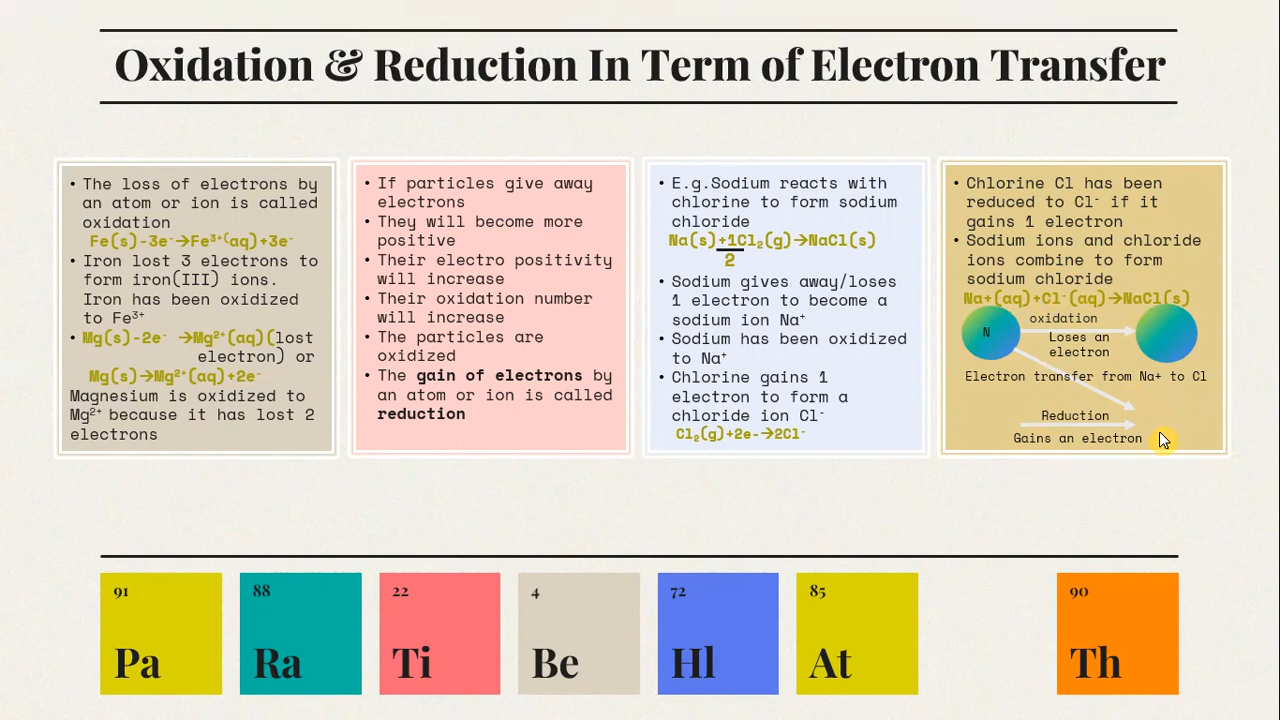 Oxidation & Reduction In Term of Electron Transfer
• The loss of electrons by
an atom or ion is called
oxidation
Fe(s)-3e⁻→Fe³⁺⁽(aq)+3e⁻
• Iron lost 3 electrons to
form iron(III) ions.
Iron has been oxidized
to Fe³⁺
• Mg(s)-2e⁻ →Mg²⁺(aq)(lost
electron) or
Mg(s)→Mg²⁺(aq)+2e⁻
Magnesium is oxidized to
Mg²⁺ because it has lost 2
electrons
• If particles give away
electrons
• They will become more
positive
• Their electro positivity
will increase
• Their oxidation number
will increase
• The particles are
oxidized
• The gain of electrons by
an atom or ion is called
reduction
• E.g.Sodium reacts with
chlorine to form sodium
chloride
Na(s)+1Cl₂(g)→NaCl(s)
2
• Sodium gives away/loses
1 electron to become a
sodium ion Na⁺
• Sodium has been oxidized
to Na⁺
• Chlorine gains 1
electron to form a
chloride ion Cl⁻
Cl₂(g)+2e-→2Cl⁻
• Chlorine Cl has been
reduced to Cl⁻ if it
gains 1 electron
• Sodium ions and chloride
ions combine to form
sodium chloride
Na+(aq)+Cl⁻(aq)→NaCl(s)
oxidation
N
Loses an
electron
Electron transfer from Na+ to Cl
Reduction
Gains an electron
91
Pa
88
Ra
22
Ti
4
Be
72
Hl
85
At
90
Th